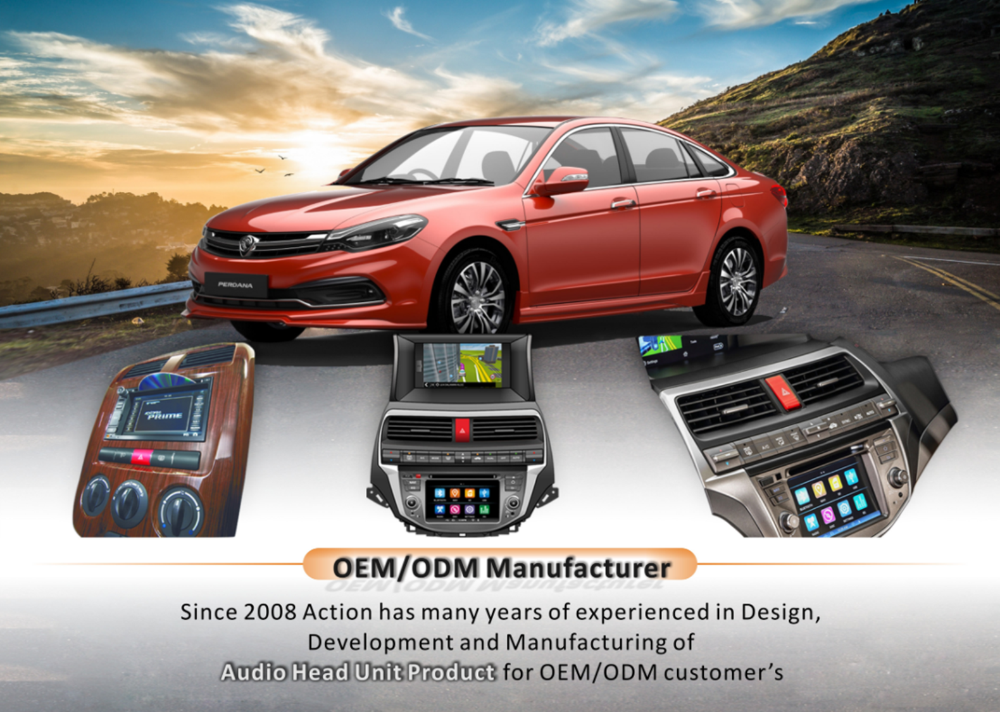 PERDANA
PRIME
A/C
AUTO
OEM/ODM Manufacturer
Since 2008 Action has many years of experienced in Design,
Development and Manufacturing of
Audio Head Unit Product for OEM/ODM customer's